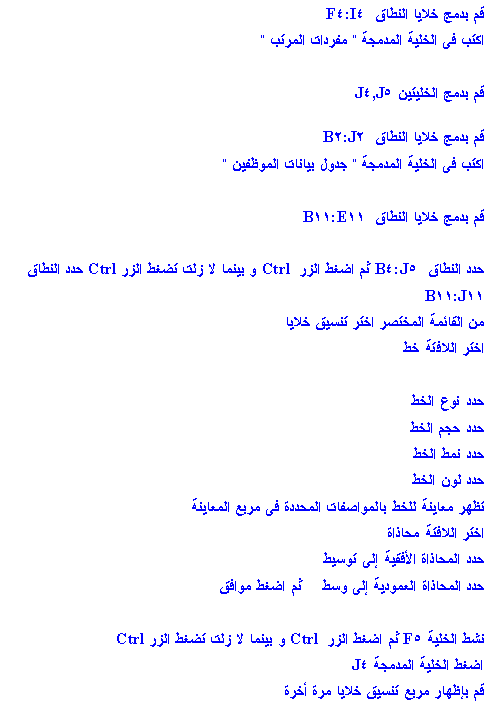 قم بدمج خلايا النطاق F٤:I٤
اكتب فى الخلية المدمجة " مفردات المرتب "
قم بدمج الخليتين J٤,J٥
قم بدمج خلايا النطاق B٢:J٢
اكتب فى الخلية المدمجة " جدول بيانات الموظفين "
قم بدمج خلايا النطاق B١١:E١١
حدد النطاق B٤:J٥ ثم اضغط الزر Ctrl و بينما لا زلت تضغط الزر Ctrl حدد النطاق
B١١:J١١
من القائمة المختصر اختر تنسيق خلايا
اختر اللافتة خط
حدد نوع الخط
حدد حجم الخط
حدد نمط الخط
حدد لون الخط
تظهر معاينة للخط بالمواصفات المحددة فى مربع المعاينة
اختر اللافتة محاذاة
حدد المحاذاة الأفقية إلى توسيط
حدد المحاذاة العمودية إلى وسط ثم اضغط موافق
نشط الخلية F٥ ثم اضغط الزر Ctrl و بينما لا زلت تضغط الزر Ctrl
اضغط الخلية المدمجة J٤
قم بإظهار مربع تنسيق خلايا مرة أخرة